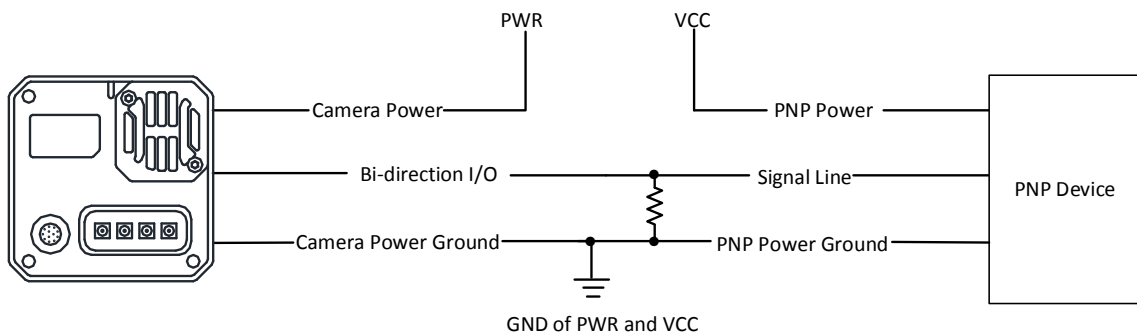 PWR
VCC
Camera Power
PNP Power
Bi-direction I/O
Signal Line
PNP Device
Camera Power Ground
PNP Power Ground
GND of PWR and VCC